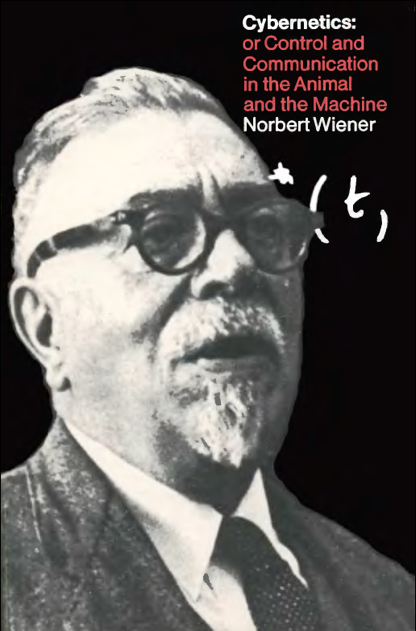 Cybernetics:
or Control and
Communication
in the Animal
and the Machine
Norbert Wiener
* (t,)